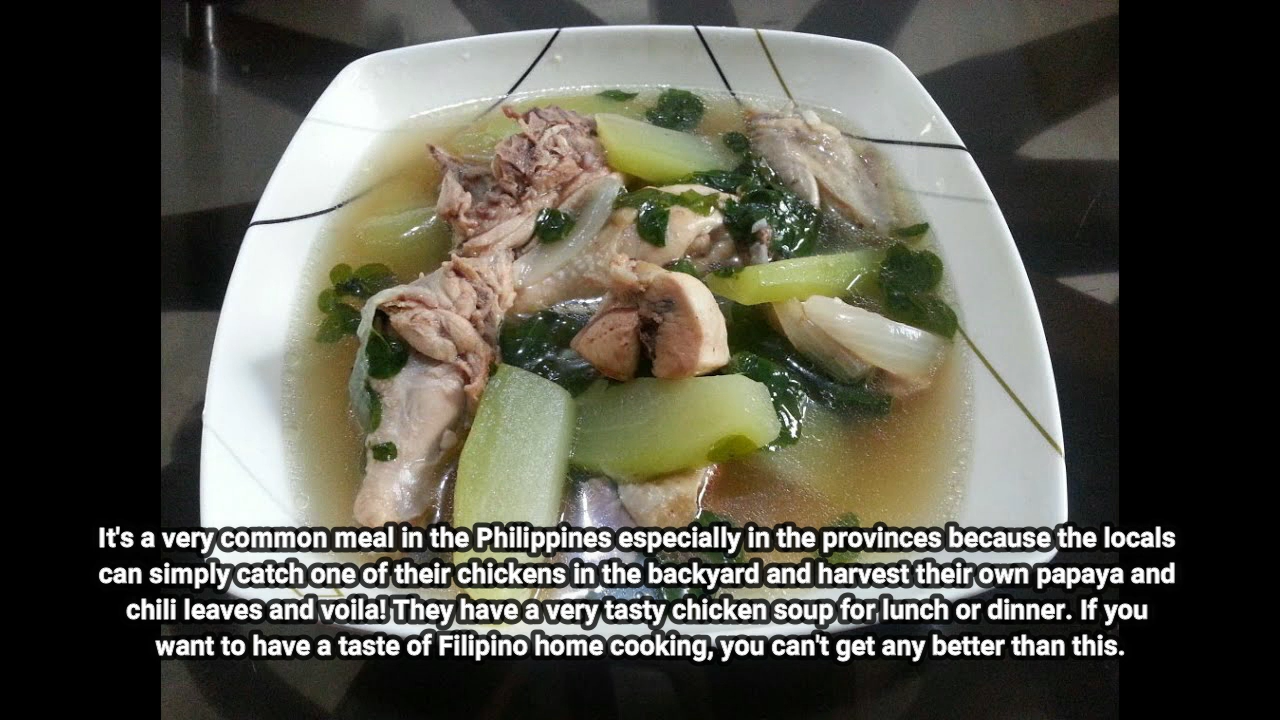 It's a very common meal in the Philippines especially in the provinces because the locals
can simply catch one of their chickens in the backyard and harvest their own papaya and
chili leaves and voila! They have a very tasty chicken soup for lunch or dinner. If you
want to have a taste of Filipino home cooking, you can't get any better than this.